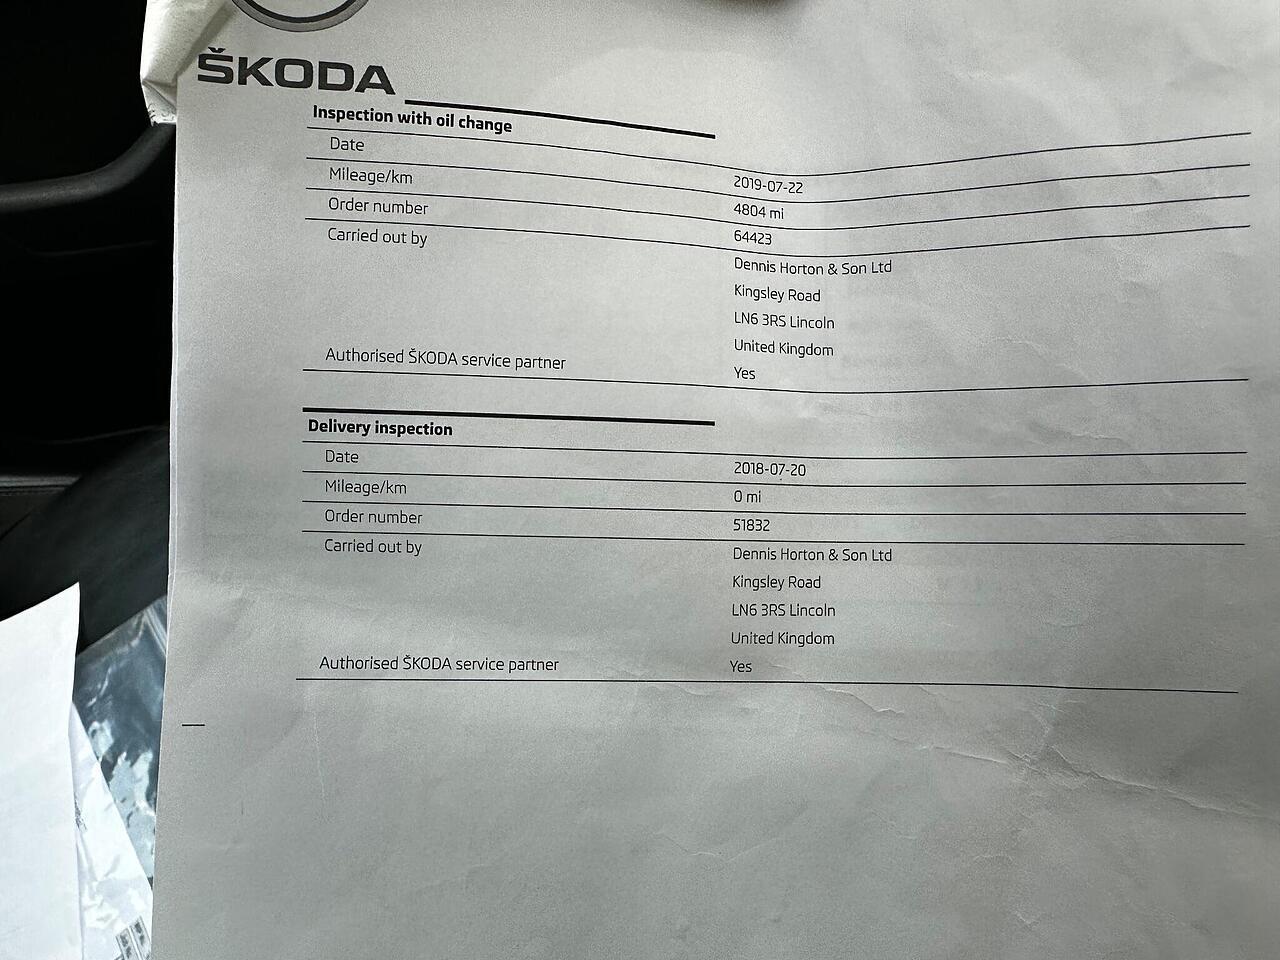 ŠKODA
Inspection with oil change
Date 2019-07-22
Mileage/km 4804 mi
Order number 64423
Carried out by Dennis Horton & Son Ltd
Kingsley Road
LN6 3RS Lincoln
United Kingdom
Authorised ŠKODA service partner Yes
Delivery inspection
Date 2018-07-20
Mileage/km 0 mi
Order number 51832
Carried out by Dennis Horton & Son Ltd
Kingsley Road
LN6 3RS Lincoln
United Kingdom
Authorised ŠKODA service partner Yes